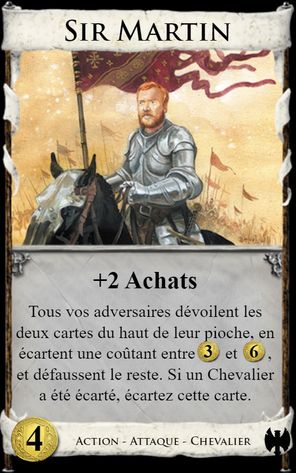 Sir Martin
+2 Achats
Tous vos adversaires dévoilent les
deux cartes du haut de leur pioche, en
écartent une coûtant entre 3 et 6,
et défaussent le reste. Si un Chevalier
a été écarté, écartez cette carte.
4 Action - Attaque - Chevalier